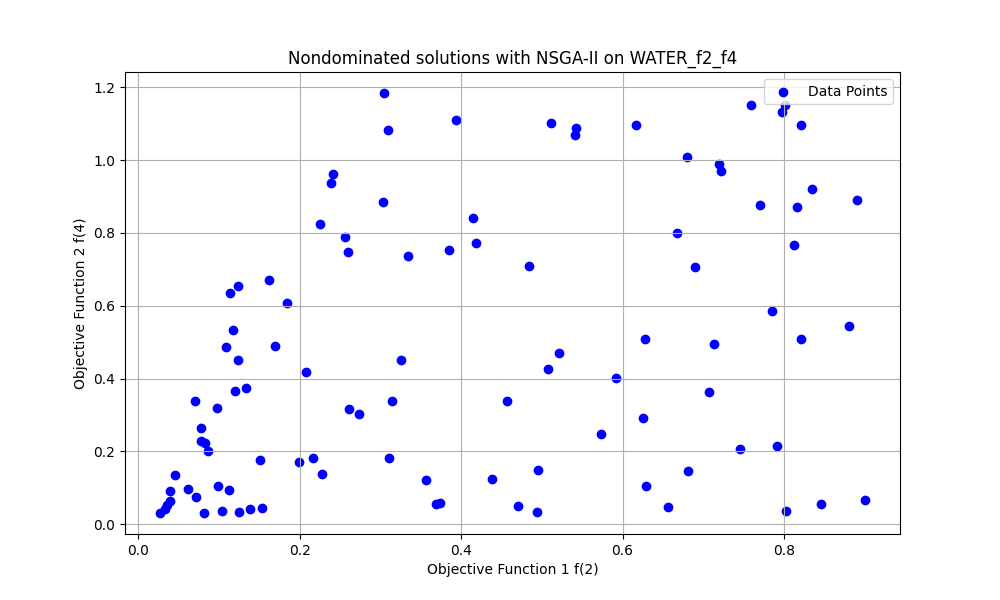 Nondominated solutions with NSGA-II on WATER_f2_f4
Data Points
Objective Function 2 f(4)
1.2
1.0
0.8
0.6
0.4
0.2
0.0
0.0 0.2 0.4 0.6 0.8
Objective Function 1 f(2)